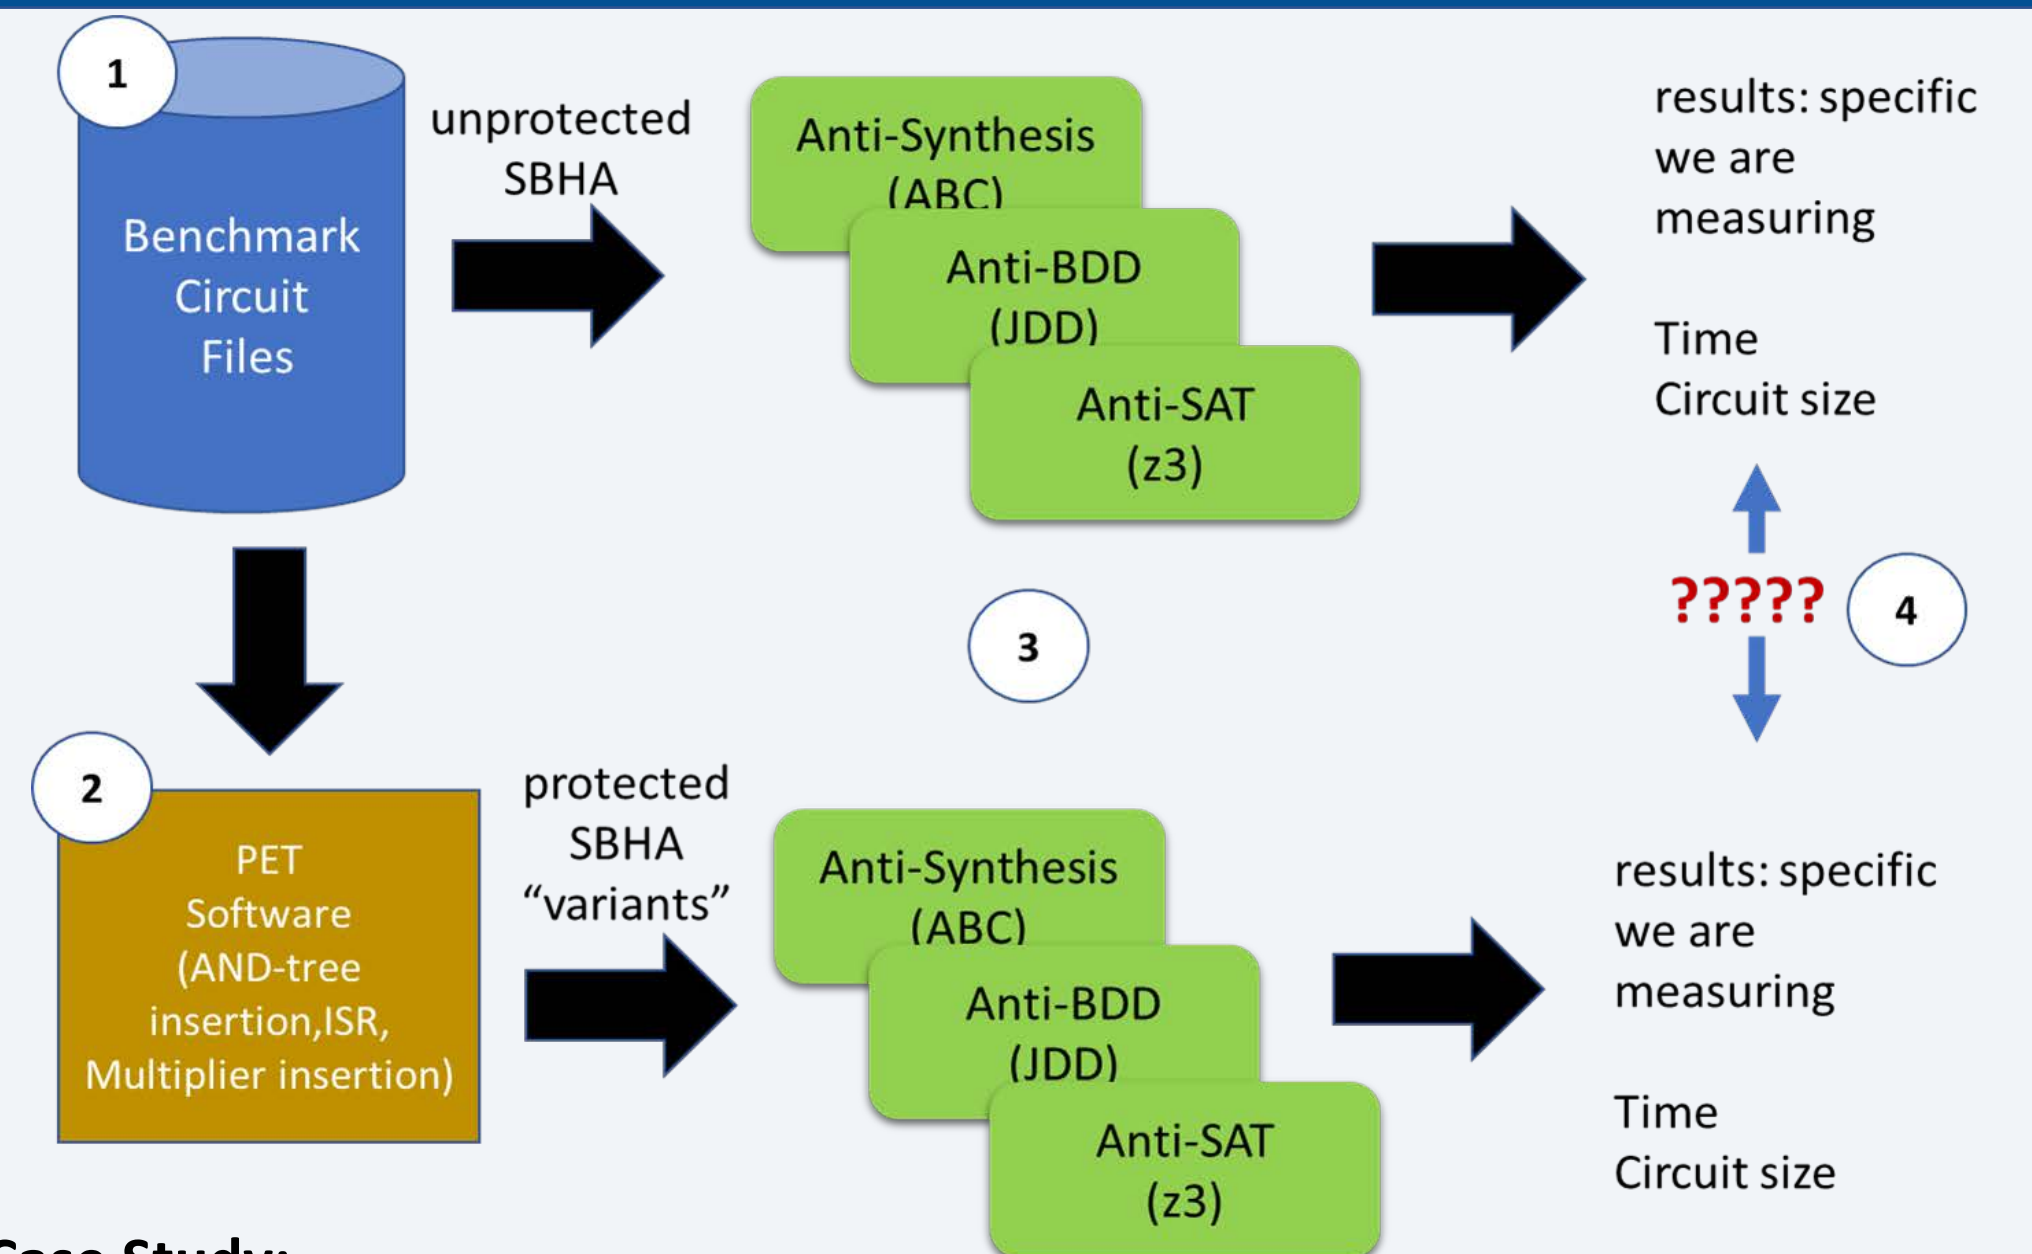 1
Benchmark
Circuit
Files
unprotected
SBHA
Anti-Synthesis
(ABC)
Anti-BDD
(JDD)
Anti-SAT
(z3)
results: specific
we are
measuring
Time
Circuit size
?????
4
3
2
PET
Software
(AND-tree
insertion,ISR,
Multiplier insertion)
protected
SBHA
“variants”
Anti-Synthesis
(ABC)
Anti-BDD
(JDD)
Anti-SAT
(z3)
results: specific
we are
measuring
Time
Circuit size
Case Study: